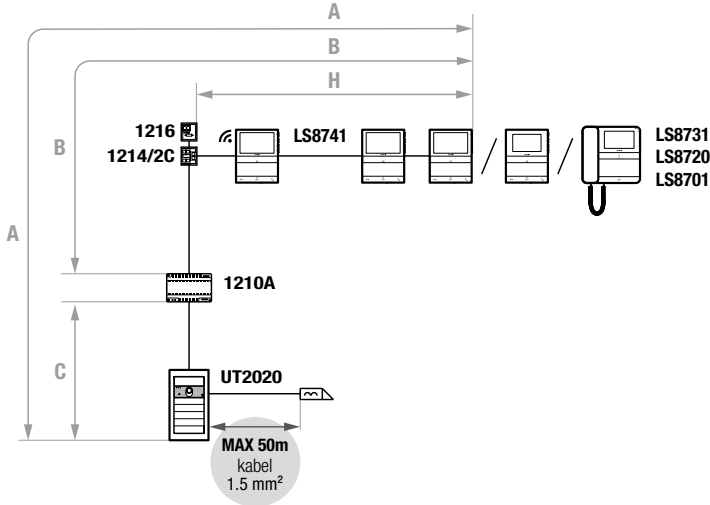 A
B
H
1216
LS8741
LS8731
1214/2C
LS8720
LS8701
B
A
1210A
C
UT2020
MAX 50m
kabel
1.5 mm²